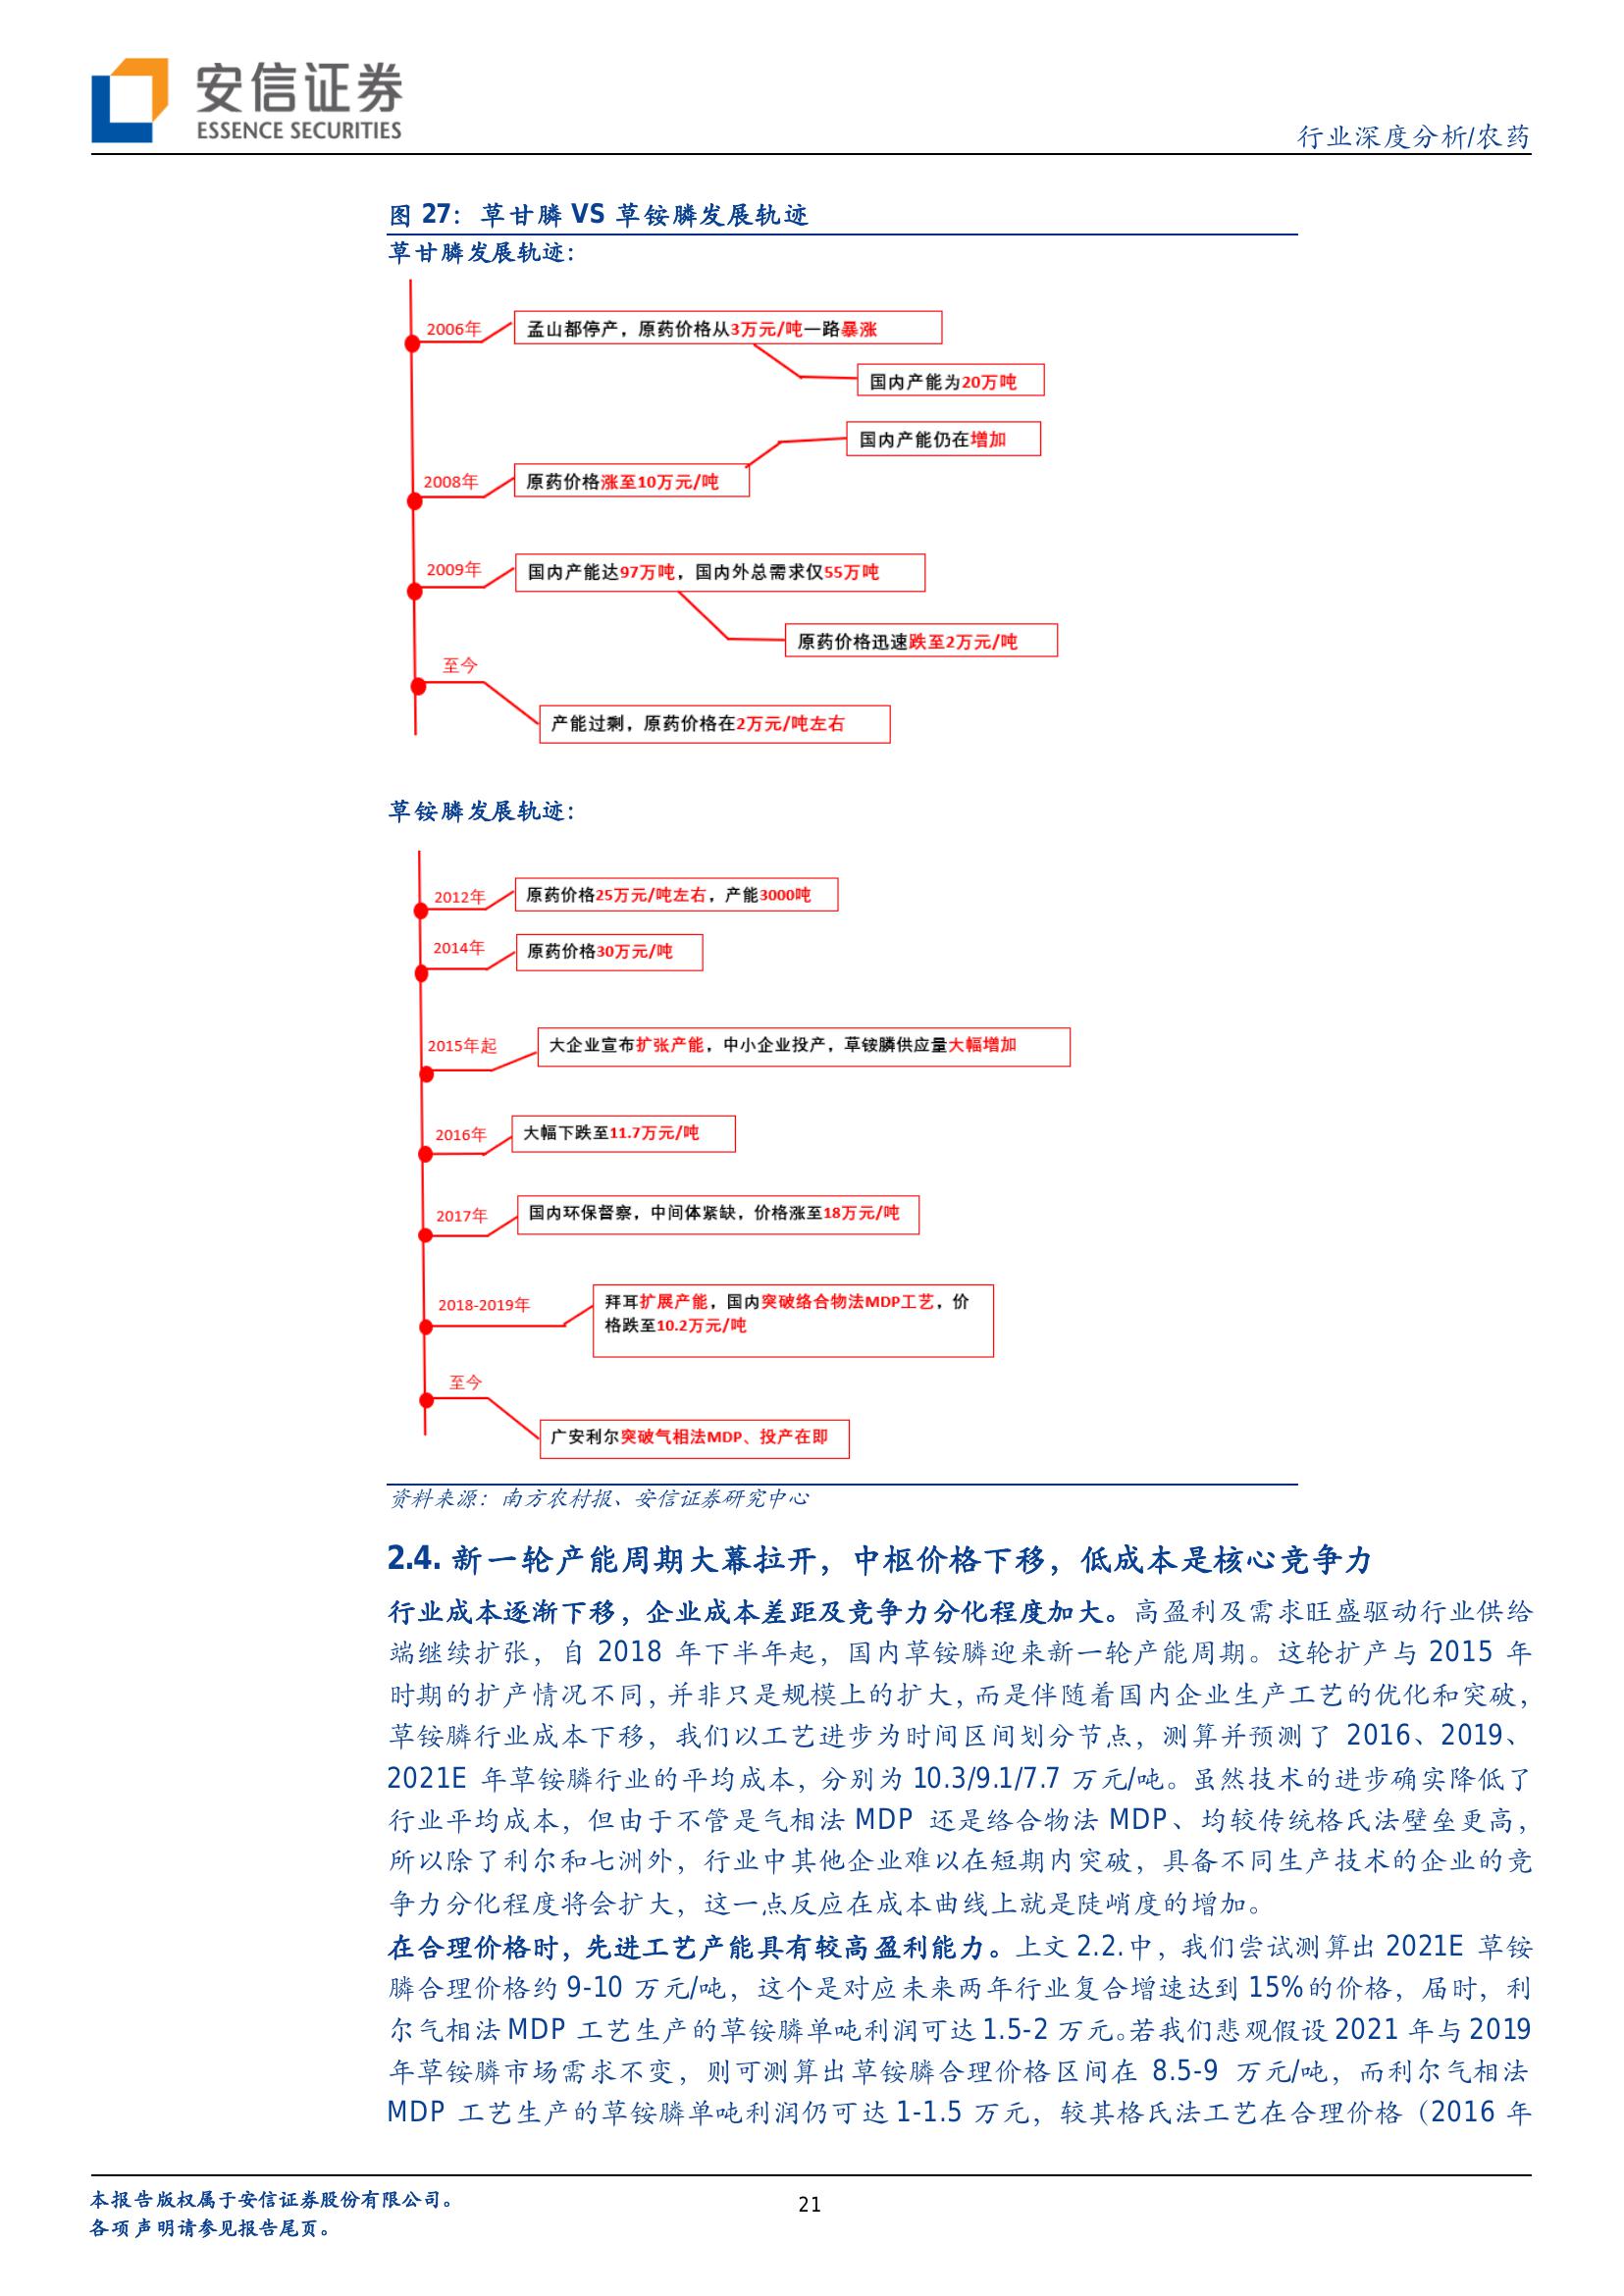 安信证券
ESSENCE SECURITIES
行业深度分析/农药
图 27：草甘膦 VS 草铵膦发展轨迹
草甘膦发展轨迹：
2006年
孟山都停产，原药价格从3万元/吨一路暴涨
国内产能为20万吨
国内产能仍在增加
2008年
原药价格涨至10万元/吨
2009年
国内产能达97万吨，国内外总需求仅55万吨
原药价格迅速跌至2万元/吨
至今
产能过剩，原药价格在2万元/吨左右
草铵膦发展轨迹：
2012年
原药价格25万元/吨左右，产能3000吨
2014年
原药价格30万元/吨
2015年起
大企业宣布扩张产能，中小企业投产，草铵膦供应量大幅增加
2016年
大幅下跌至11.7万元/吨
2017年
国内环保督察，中间体紧缺，价格涨至18万元/吨
2018-2019年
拜耳扩展产能，国内突破络合物法MDP工艺，价
格跌至10.2万元/吨
至今
广安利尔突破气相法MDP、投产在即
资料来源：南方农村报、安信证券研究中心
2.4. 新一轮产能周期大幕拉开，中枢价格下移，低成本是核心竞争力
行业成本逐渐下移，企业成本差距及竞争力分化程度加大。高盈利及需求旺盛驱动行业供给
端继续扩张，自 2018 年下半年起，国内草铵膦迎来新一轮产能周期。这轮扩产与 2015 年
时期的扩产情况不同，并非只是规模上的扩大，而是伴随着国内企业生产工艺的优化和突破，
草铵膦行业成本下移，我们以工艺进步为时间区间划分节点，测算并预测了 2016、2019、
2021E 年草铵膦行业的平均成本，分别为 10.3/9.1/7.7 万元/吨。虽然技术的进步确实降低了
行业平均成本，但由于不管是气相法 MDP 还是络合物法 MDP、均较传统格氏法壁垒更高，
所以除了利尔和七洲外，行业中其他企业难以在短期内突破，具备不同生产技术的企业的竞
争力分化程度将会扩大，这一点反应在成本曲线上就是陡峭度的增加。
在合理价格时，先进工艺产能具有较高盈利能力。上文 2.2.中，我们尝试测算出 2021E 草铵
膦合理价格约 9-10 万元/吨，这个是对应未来两年行业复合增速达到 15%的价格，届时，利
尔气相法 MDP 工艺生产的草铵膦单吨利润可达 1.5-2 万元。若我们悲观假设 2021 年与 2019
年草铵膦市场需求不变，则可测算出草铵膦合理价格区间在 8.5-9 万元/吨，而利尔气相法
MDP 工艺生产的草铵膦单吨利润仍可达 1-1.5 万元，较其格氏法工艺在合理价格（2016 年
本报告版权属于安信证券股份有限公司。
各项声明请参见报告尾页。
21